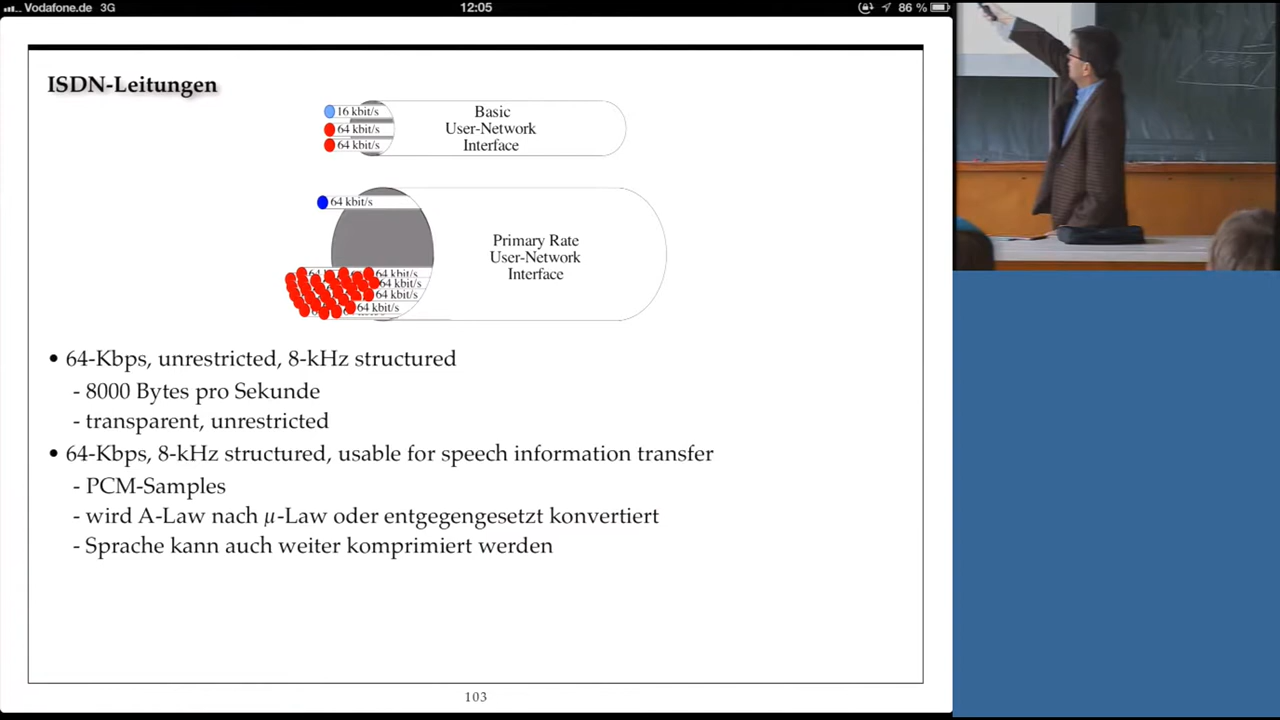 Vodafone.de 3G 12:05 86 %
ISDN-Leitungen
16 kbit/s
64 kbit/s
64 kbit/s
Basic
User-Network
Interface
64 kbit/s
Primary Rate
User-Network
Interface
64 kbit/s
64 kbit/s
64 kbit/s
64 kbit/s
• 64-Kbps, unrestricted, 8-kHz structured
- 8000 Bytes pro Sekunde
- transparent, unrestricted
• 64-Kbps, 8-kHz structured, usable for speech information transfer
- PCM-Samples
- wird A-Law nach μ-Law oder entgegengesetzt konvertiert
- Sprache kann auch weiter komprimiert werden
103